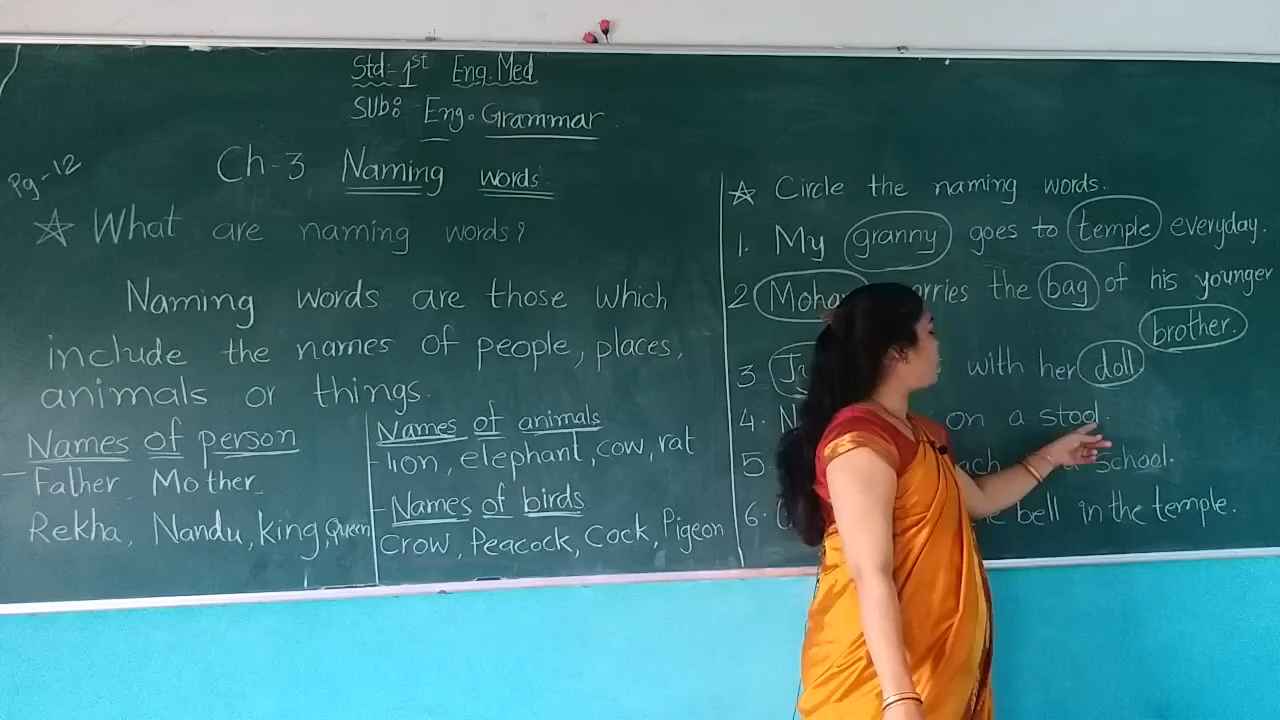 Std:- 1st Eng. Med
Sub: Eng. Grammar
Pg-12
Ch-3 Naming words.
☆ What are naming words?
Naming words are those which
include the names of people, places,
animals or things.
Names of person
- Father - Mother -
Rekha, Nandu, king, Queen
Names of animals
- lion, elephant, cow, rat
- Names of birds
Crow, Peacock, Cock, Pigeon
☆ Circle the naming words.
1. My granny goes to temple everyday.
2 the bag of his younger
brother.
3 with her doll
4. on a stool.
5. school.
6. bell in the temple.